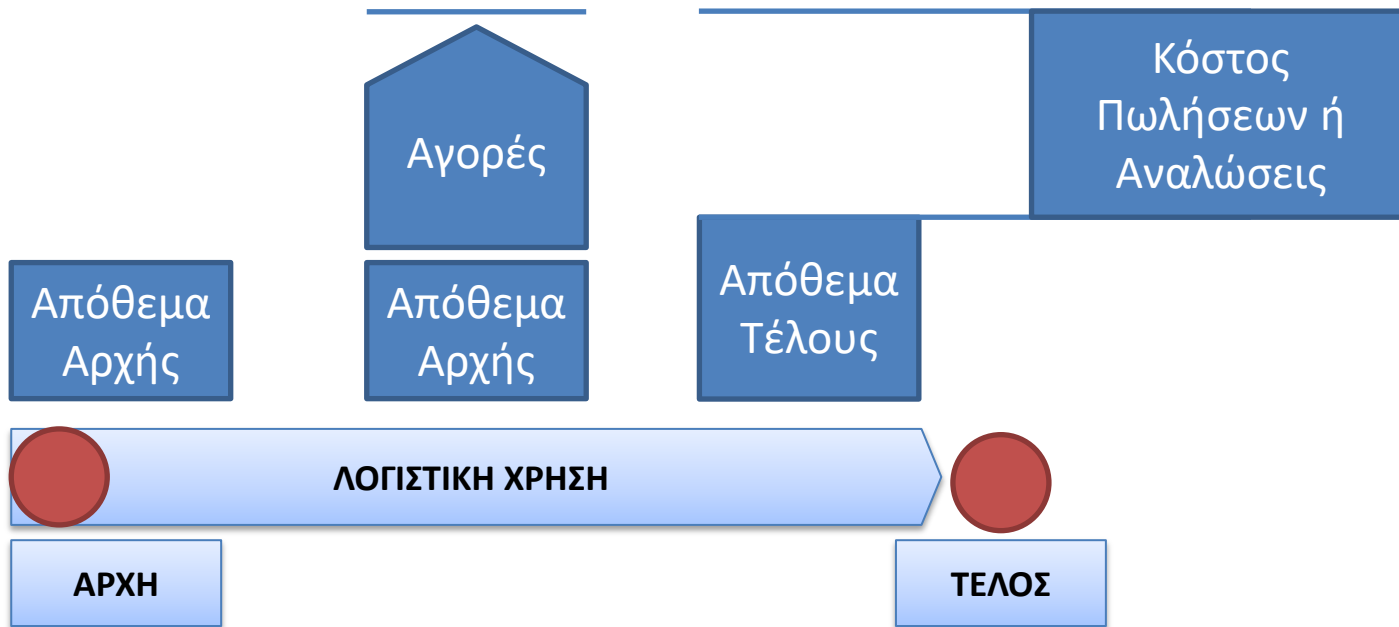 Αγορές
Κόστος
Πωλήσεων ή
Αναλώσεις
Απόθεμα
Αρχής
Απόθεμα
Αρχής
Απόθεμα
Τέλους
ΛΟΓΙΣΤΙΚΗ ΧΡΗΣΗ
ΑΡΧΗ
ΤΕΛΟΣ